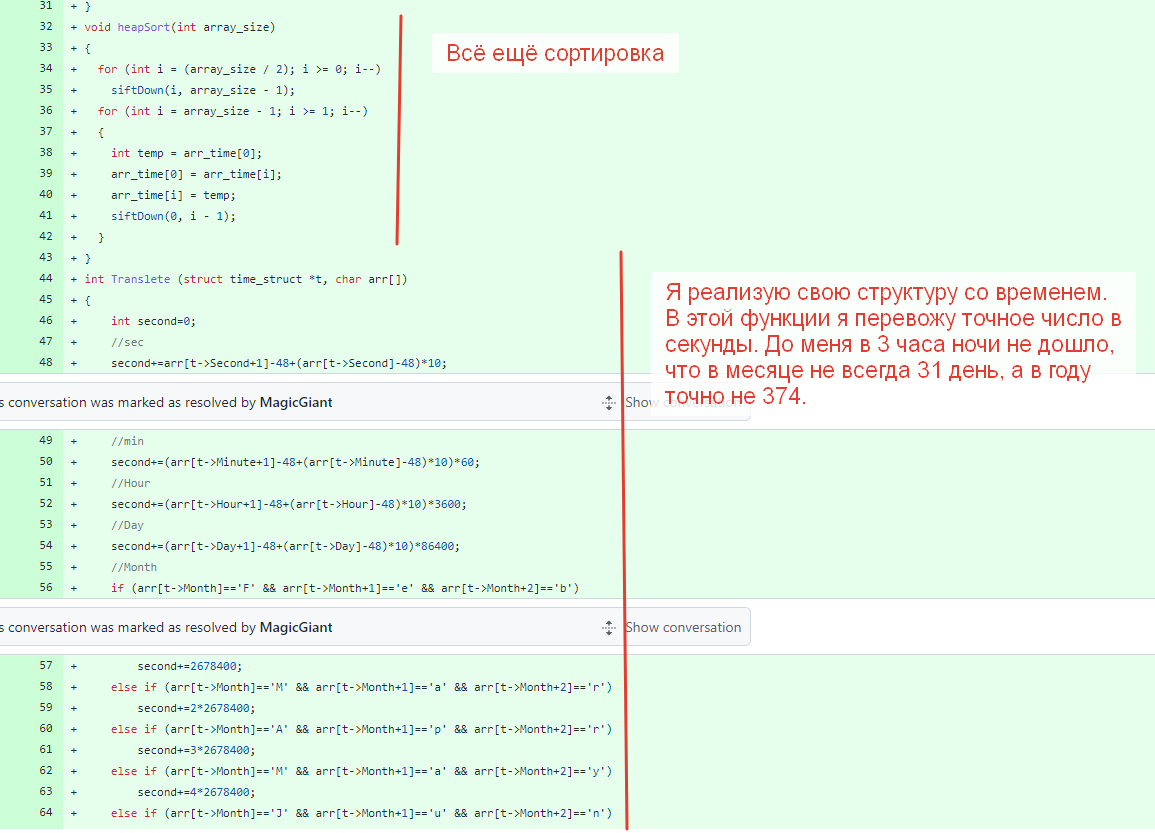 31 + }
32 + void heapSort(int array_size)
Всё ещё сортировка
33 + {
34 + for (int i = (array_size / 2); i >= 0; i--)
35 + siftDown(i, array_size - 1);
36 + for (int i = array_size - 1; i >= 1; i--)
37 + {
38 + int temp = arr_time[0];
39 + arr_time[0] = arr_time[i];
40 + arr_time[i] = temp;
41 + siftDown(0, i - 1);
42 + }
43 + }
44 + int Translete (struct time_struct *t, char arr[])
45 + {
46 + int second=0;
47 + //sec
48 + second+=arr[t->Second+1]-48+(arr[t->Second]-48)*10;
Я реализую свою структуру со временем.
В этой функции я перевожу точное число в
секунды. До меня в 3 часа ночи не дошло,
что в месяце не всегда 31 день, а в году
точно не 374.
s conversation was marked as resolved by MagicGiant Show conversation
49 + //min
50 + second+=(arr[t->Minute+1]-48+(arr[t->Minute]-48)*10)*60;
51 + //Hour
52 + second+=(arr[t->Hour+1]-48+(arr[t->Hour]-48)*10)*3600;
53 + //Day
54 + second+=(arr[t->Day+1]-48+(arr[t->Day]-48)*10)*86400;
55 + //Month
56 + if (arr[t->Month]=='F' && arr[t->Month+1]=='e' && arr[t->Month+2]=='b')
s conversation was marked as resolved by MagicGiant Show conversation
57 + second+=2678400;
58 + else if (arr[t->Month]=='M' && arr[t->Month+1]=='a' && arr[t->Month+2]=='r')
59 + second+=2*2678400;
60 + else if (arr[t->Month]=='A' && arr[t->Month+1]=='p' && arr[t->Month+2]=='r')
61 + second+=3*2678400;
62 + else if (arr[t->Month]=='M' && arr[t->Month+1]=='a' && arr[t->Month+2]=='y')
63 + second+=4*2678400;
64 + else if (arr[t->Month]=='J' && arr[t->Month+1]=='u' && arr[t->Month+2]=='n')